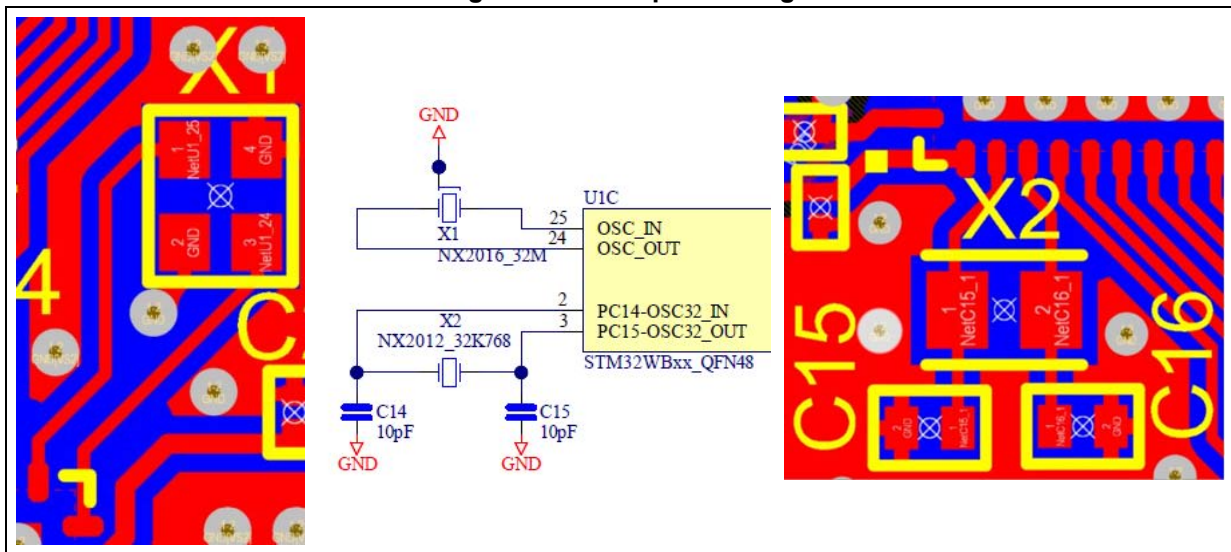 X1
1
NetU1_25
4
GND
2
GND
3
NetU1_24
4
GND
U1C
25
OSC_IN
24
OSC_OUT
X1
NX2016_32M
2
PC14-OSC32_IN
3
PC15-OSC32_OUT
X2
NX2012_32K768
STM32WBxx_QFN48
C14
10pF
C15
10pF
GND
GND
X2
1
NetC15_1
2
NetC16_1
C15
C16
2
GND
1
NetC15_1
1
NetC16_1
2
GND